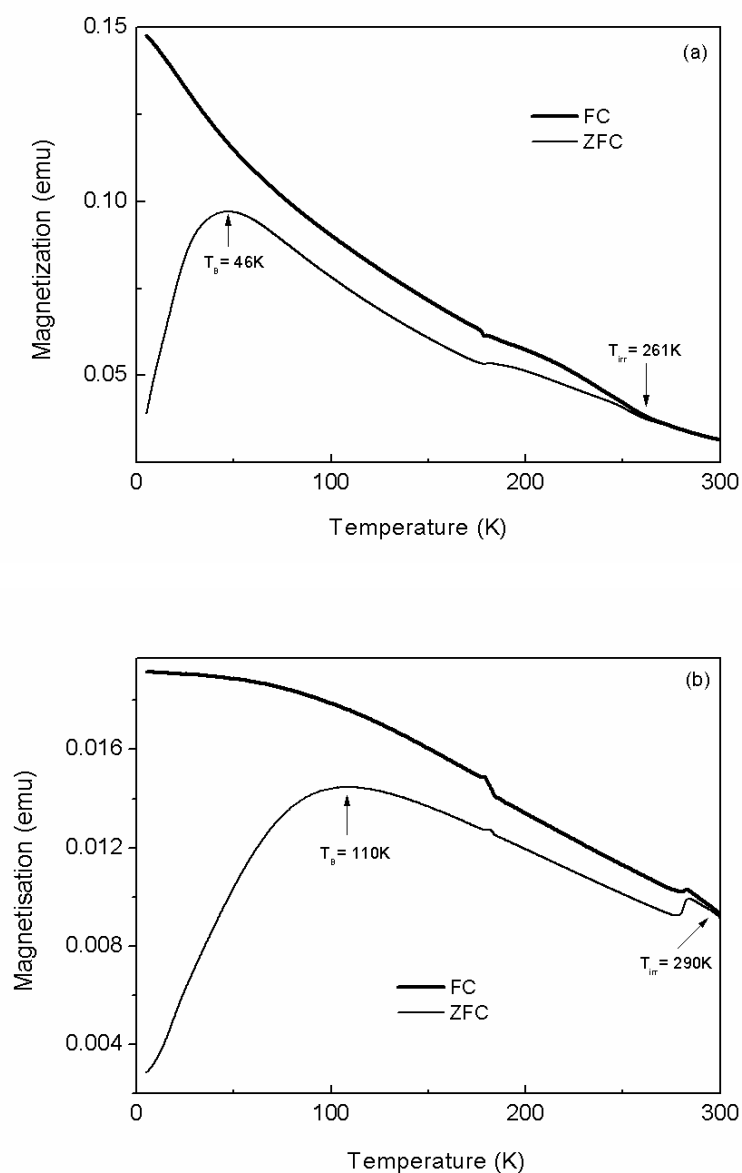 0.15
(a)
FC
ZFC
0.10
T_B = 46K
Magnetization (emu)
T_irr = 261K
0.05
0
100
200
300
Temperature (K)
(b)
0.016
0.012
T_B = 110K
Magnetisation (emu)
0.008
T_irr = 290K
FC
ZFC
0.004
0
100
200
300
Temperature (K)